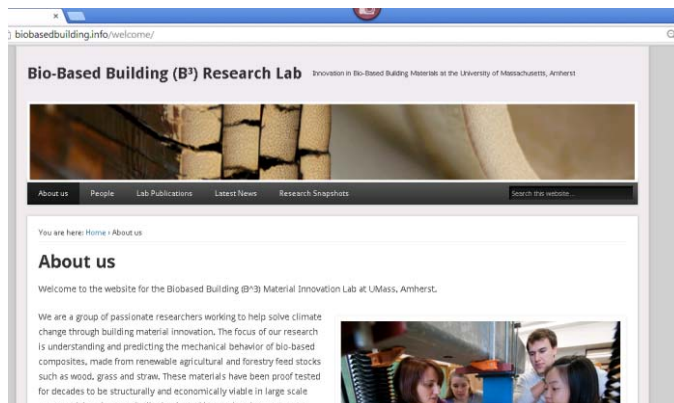 biobasedbuilding.info/welcome/
Bio-Based Building (B³) Research Lab Innovation in Bio-Based Building Materials at the University of Massachusetts, Amherst
About us People Lab Publications Latest News Research Snapshots Search this website...
You are here: Home › About us
About us
Welcome to the website for the Biobased Building (B^3) Material Innovation Lab at UMass, Amherst.
We are a group of passionate researchers working to help solve climate
change through building material innovation. The focus of our research
is understanding and predicting the mechanical behavior of bio-based
composites, made from renewable agricultural and forestry feed stocks
such as wood, grass and straw. These materials have been proof tested
for decades to be structurally and economically viable in large scale